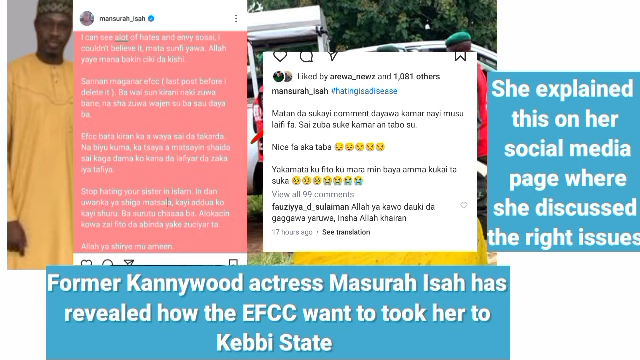 mansurah_isah
I can see alot of hates and envy sosai, i
couldn't believe it, mata sunfi yawa. Allah
yaye mana bakin ciki da kishi.
Sannan maganar efcc ( last post before i
delete it ). Ba wai sun kirani naki zuwa
bane, na sha zuwa wajen su ba sau daya
ba.
Efcc bata kiran ka a waya sai da takarda.
Na biyu kuma, ka tsaya a matsayin shaida
sai kaga dama ko kana da lafiyar da zaka
iya tafiya.
Stop hating your sister in islam. In dan
uwanka ya shiga matsala, kayi addua ko
kayi shuru. Ba surutu chaaaa ba. Alokacin
kowa zai fito da abinda yake zuciyar ta.
Allah ya shirye mu ameen.
Liked by arewa_newz and 1,081 others
mansurah_isah #hatingisadisease
Matan da sukayi comment dayawa kamar nayi musu
laifi fa. Sai zuba suke kamar an tabo su.
Nice fa aka taba 😔😔😢😢😢
Yakamata ku fito ku mara min baya amma kukai ta
suka 🥺🥺🥺😭😭😭😭
View all 99 comments
fauziyya_d_sulaiman Allah ya kawo dauki da
gaggawa yaruwa, Insha Allah khairan
17 hours ago • See translation
She explained
this on her
social media
page where
she discussed
the right issues
Former Kannywood actress Masurah Isah has
revealed how the EFCC want to took her to
Kebbi State